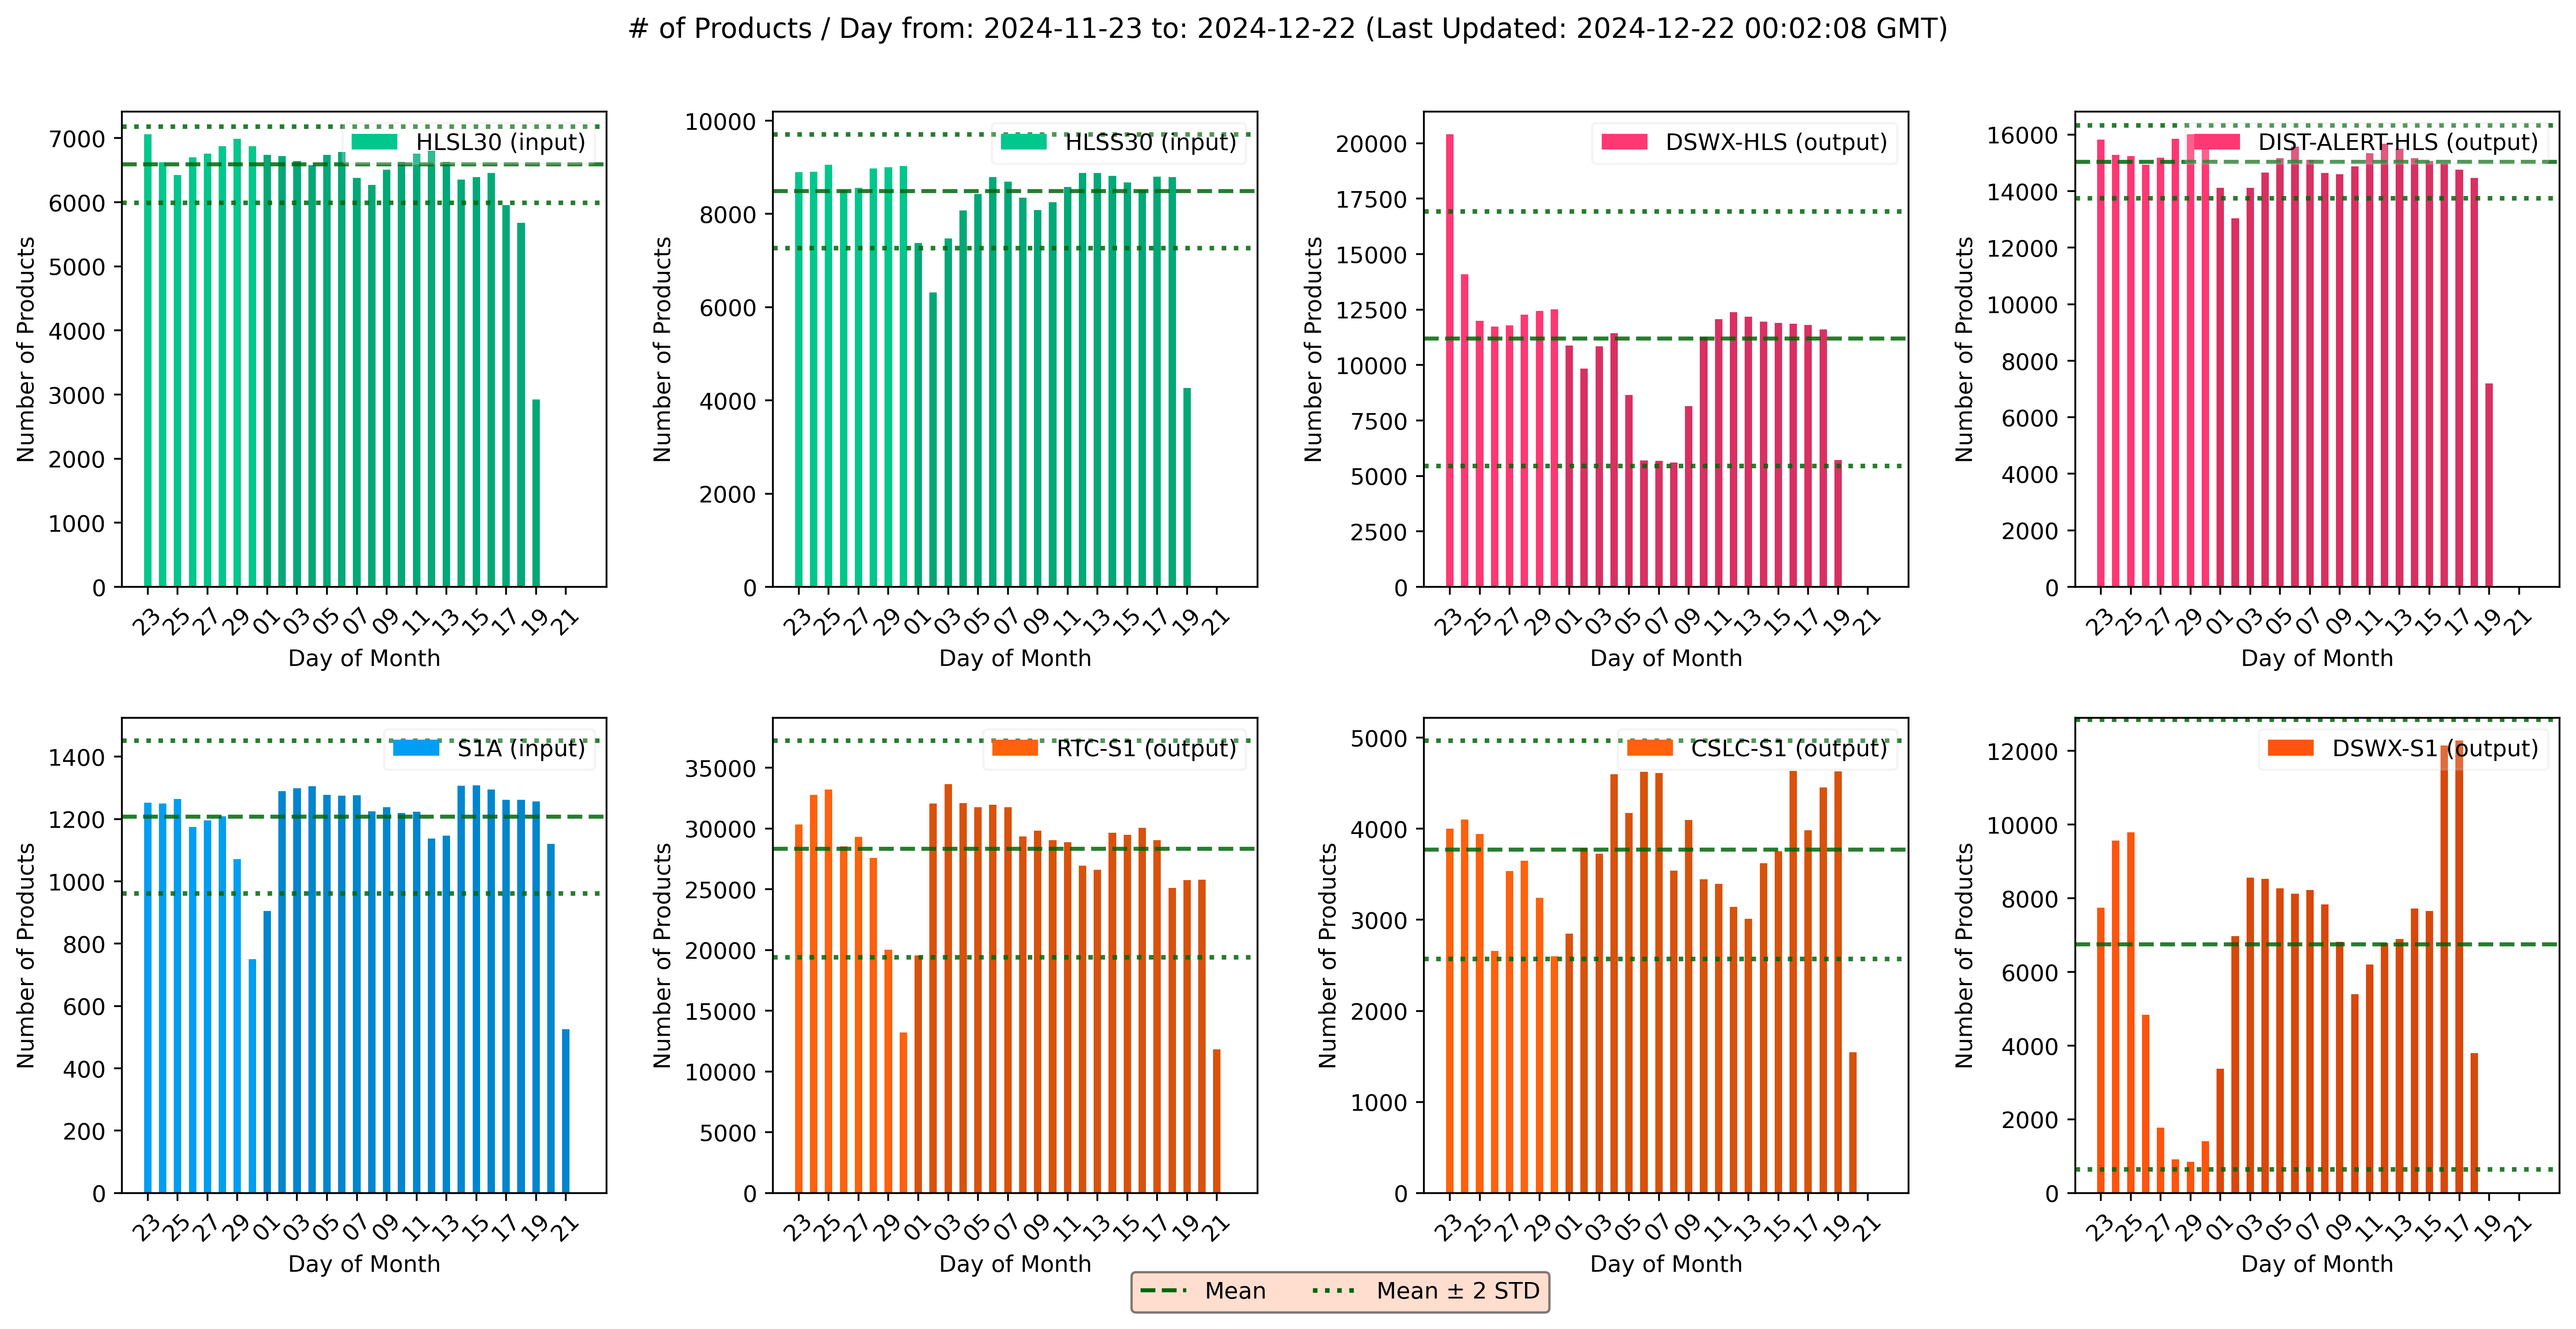 # of Products / Day from: 2024-11-23 to: 2024-12-22 (Last Updated: 2024-12-22 00:02:08 GMT)
HLSL30 (input)
Number of Products
7000
6000
5000
4000
3000
2000
1000
0
23 25 27 29 01 03 05 07 09 11 13 15 17 19 21
Day of Month
HLSS30 (input)
Number of Products
10000
8000
6000
4000
2000
0
23 25 27 29 01 03 05 07 09 11 13 15 17 19 21
Day of Month
DSWX-HLS (output)
Number of Products
20000
17500
15000
12500
10000
7500
5000
2500
0
23 25 27 29 01 03 05 07 09 11 13 15 17 19 21
Day of Month
DIST-ALERT-HLS (output)
Number of Products
16000
14000
12000
10000
8000
6000
4000
2000
0
23 25 27 29 01 03 05 07 09 11 13 15 17 19 21
Day of Month
S1A (input)
Number of Products
1400
1200
1000
800
600
400
200
0
23 25 27 29 01 03 05 07 09 11 13 15 17 19 21
Day of Month
RTC-S1 (output)
Number of Products
35000
30000
25000
20000
15000
10000
5000
0
23 25 27 29 01 03 05 07 09 11 13 15 17 19 21
Day of Month
CSLC-S1 (output)
Number of Products
5000
4000
3000
2000
1000
0
23 25 27 29 01 03 05 07 09 11 13 15 17 19 21
Day of Month
DSWX-S1 (output)
Number of Products
12000
10000
8000
6000
4000
2000
0
23 25 27 29 01 03 05 07 09 11 13 15 17 19 21
Day of Month
Mean
Mean ± 2 STD